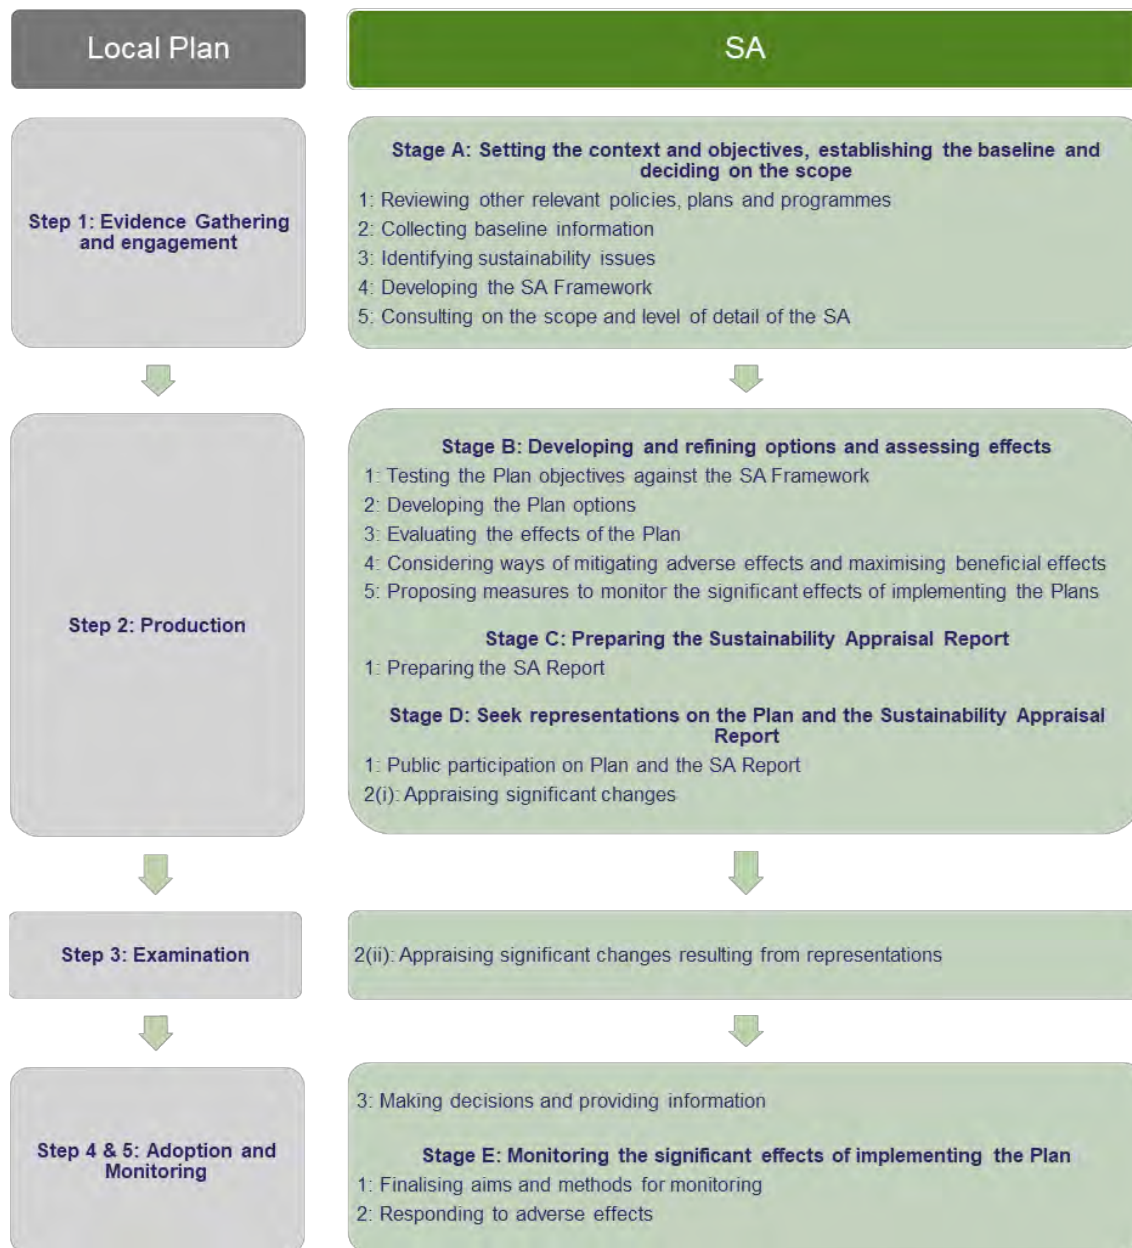 Local Plan
SA
Step 1: Evidence Gathering
and engagement
Stage A: Setting the context and objectives, establishing the baseline and
deciding on the scope
1: Reviewing other relevant policies, plans and programmes
2: Collecting baseline information
3: Identifying sustainability issues
4: Developing the SA Framework
5: Consulting on the scope and level of detail of the SA
Step 2: Production
Stage B: Developing and refining options and assessing effects
1: Testing the Plan objectives against the SA Framework
2: Developing the Plan options
3: Evaluating the effects of the Plan
4: Considering ways of mitigating adverse effects and maximising beneficial effects
5: Proposing measures to monitor the significant effects of implementing the Plans
Stage C: Preparing the Sustainability Appraisal Report
1: Preparing the SA Report
Stage D: Seek representations on the Plan and the Sustainability Appraisal
Report
1: Public participation on Plan and the SA Report
2(i): Appraising significant changes
Step 3: Examination
2(ii): Appraising significant changes resulting from representations
Step 4 & 5: Adoption and
Monitoring
3: Making decisions and providing information
Stage E: Monitoring the significant effects of implementing the Plan
1: Finalising aims and methods for monitoring
2: Responding to adverse effects